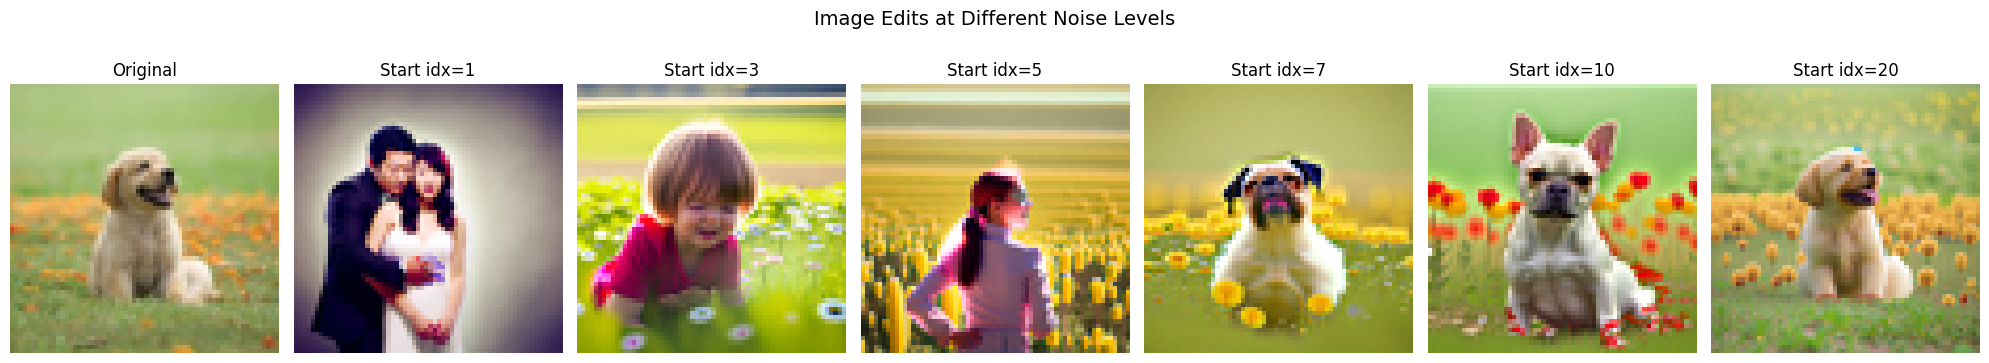 Image Edits at Different Noise Levels
Original
Start idx=1
Start idx=3
Start idx=5
Start idx=7
Start idx=10
Start idx=20